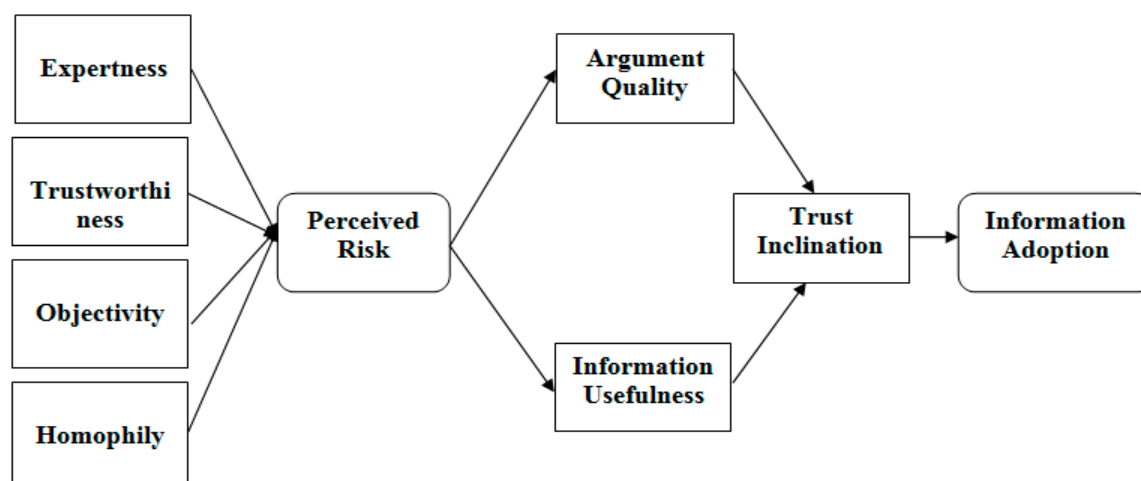 Expertness
Trustworthi
ness
Objectivity
Homophily
Perceived
Risk
Argument
Quality
Information
Usefulness
Trust
Inclination
Information
Adoption